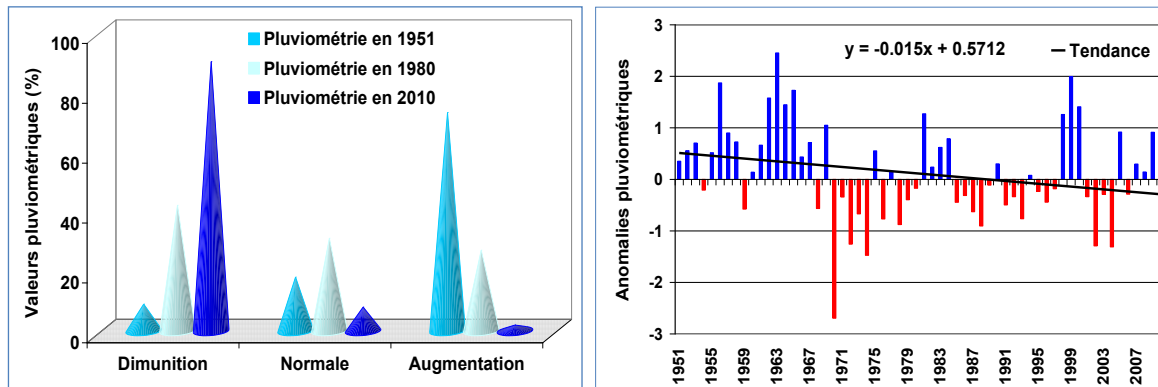 100
80
60
40
20
0
Valeurs pluviométriques (%)
Pluviométrie en 1951
Pluviométrie en 1980
Pluviométrie en 2010
Dimunition
Normale
Augmentation
3
2
1
0
-1
-2
-3
Anomalies pluviométriques
y = -0.015x + 0.5712
Tendance
1951
1955
1959
1963
1967
1971
1975
1979
1983
1987
1991
1995
1999
2003
2007